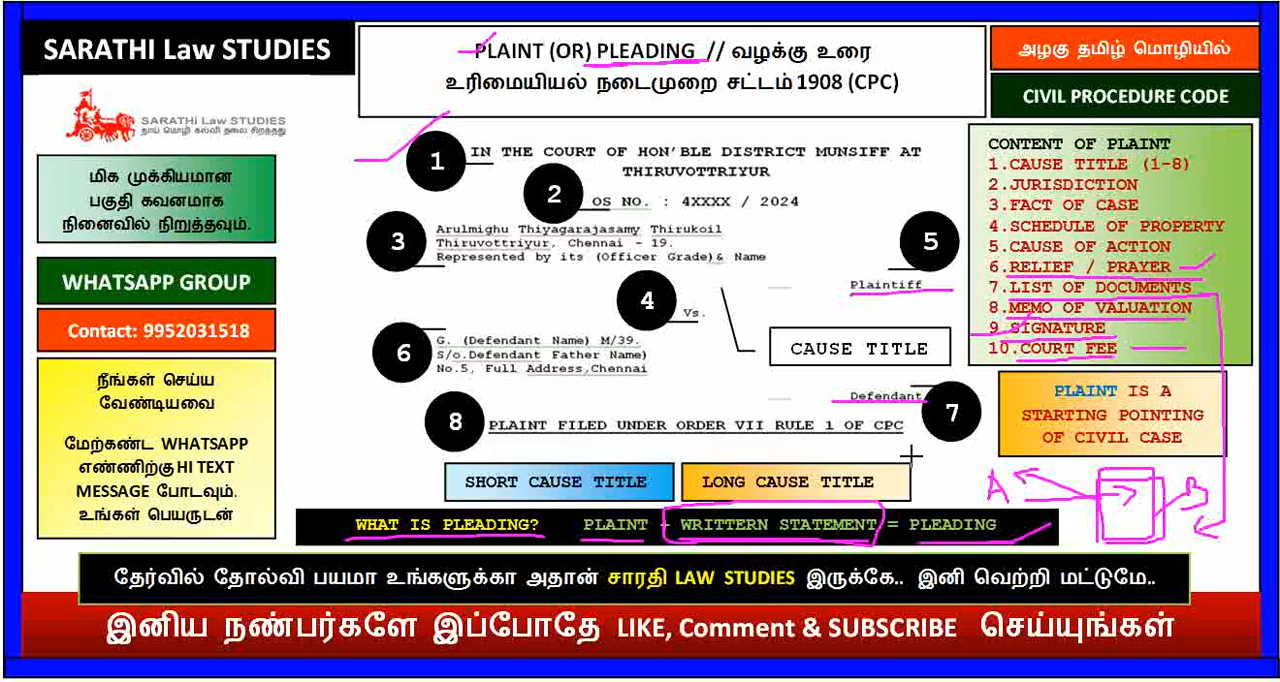 SARATHI Law STUDIES
PLAINT (OR) PLEADING // வழக்கு உரை
உரிமையியல் நடைமுறை சட்டம் 1908 (CPC)
அழகு தமிழ் மொழியில்
CIVIL PROCEDURE CODE
SARATHi Law STUDIES
தாய் மொழி கல்வி தலை சிறந்தது
மிக முக்கியமான
பகுதி கவனமாக
நினைவில் நிறுத்தவும்.
WHATSAPP GROUP
Contact: 9952031518
நீங்கள் செய்ய
வேண்டியவை
மேற்கண்ட WHATSAPP
எண்ணிற்கு HI TEXT
MESSAGE போடவும்.
உங்கள் பெயருடன்
1
IN THE COURT OF HON'BLE DISTRICT MUNSIFF AT
THIRUVOTTRIYUR
2
OS NO. : 4XXXX / 2024
3
Arulmighu Thiyagarajasamy Thirukoil
Thiruvottriyur, Chennai - 19.
Represented by its (Officer Grade)& Name
5
Plaintiff
4
Vs.
CAUSE TITLE
6
G. (Defendant Name) M/39.
S/o.Defendant Father Name)
No.5, Full Address,Chennai
Defendant
7
8
PLAINT FILED UNDER ORDER VII RULE 1 OF CPC
SHORT CAUSE TITLE
LONG CAUSE TITLE
CONTENT OF PLAINT
1.CAUSE TITLE (1-8)
2.JURISDICTION
3.FACT OF CASE
4.SCHEDULE OF PROPERTY
5.CAUSE OF ACTION
6.RELIEF / PRAYER
7.LIST OF DOCUMENTS
8.MEMO OF VALUATION
9.SIGNATURE
10.COURT FEE
PLAINT IS A
STARTING POINTING
OF CIVIL CASE
A B
WHAT IS PLEADING? PLAINT + WRITTERN STATEMENT = PLEADING
தேர்வில் தோல்வி பயமா உங்களுக்கா அதான் சாரதி LAW STUDIES இருக்கே.. இனி வெற்றி மட்டுமே..
இனிய நண்பர்களே இப்போதே LIKE, Comment & SUBSCRIBE செய்யுங்கள்